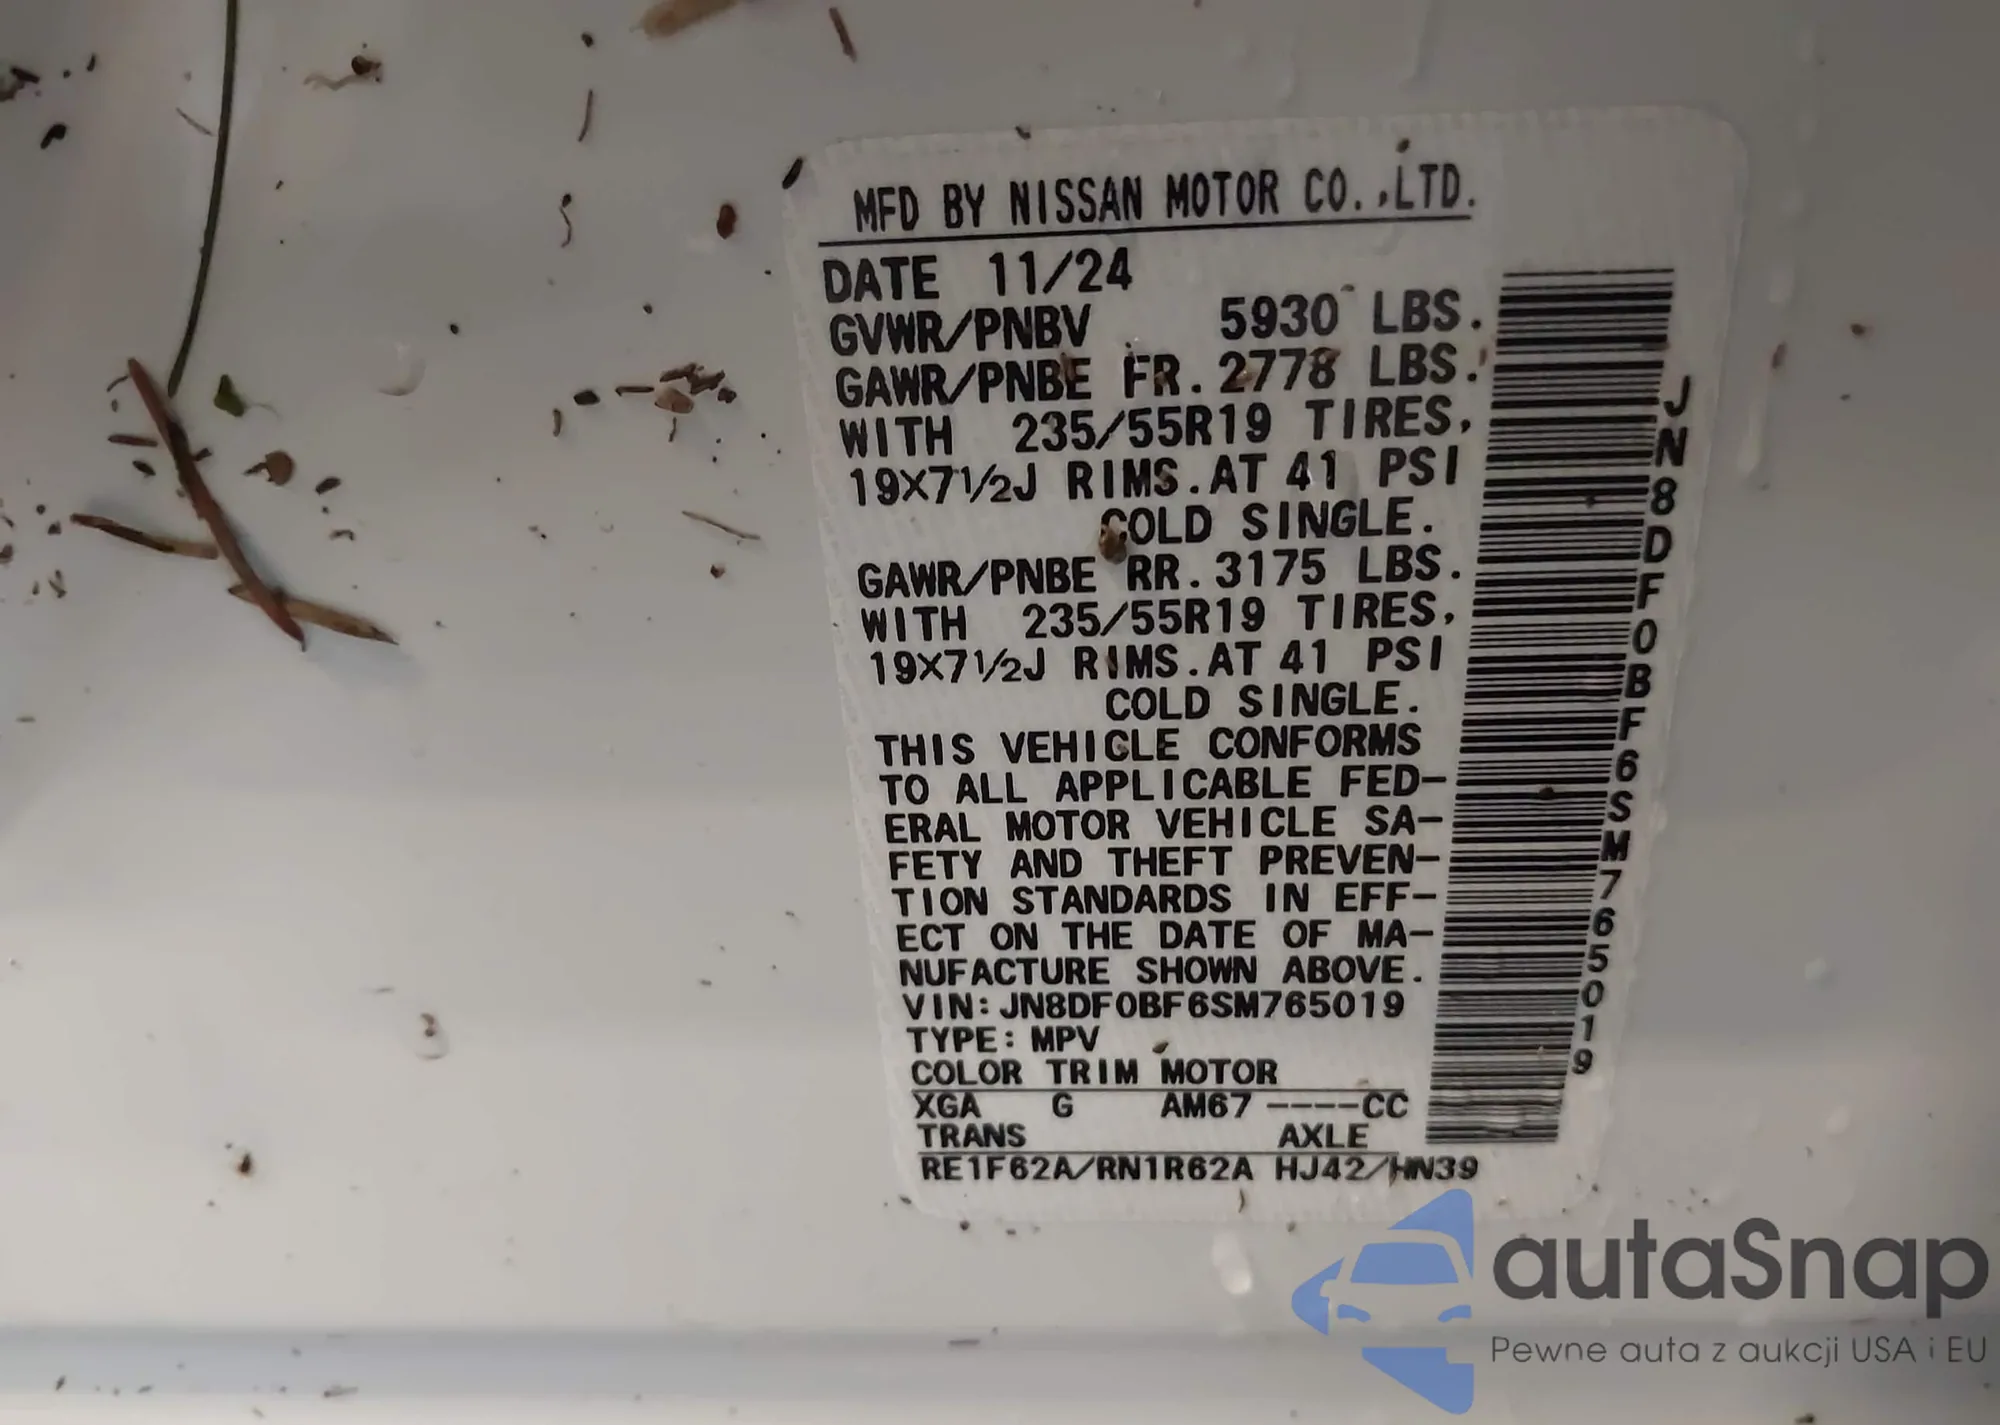 MFD BY NISSAN MOTOR CO.,LTD.
DATE 11/24
GVWR/PNBV 5930 LBS.
GAWR/PNBE FR. 2778 LBS.
WITH 235/55R19 TIRES,
19X7½J RIMS.AT 41 PSI
COLD SINGLE.
GAWR/PNBE RR. 3175 LBS.
WITH 235/55R19 TIRES,
19X7½J RIMS.AT 41 PSI
COLD SINGLE.
THIS VEHICLE CONFORMS
TO ALL APPLICABLE FED-
ERAL MOTOR VEHICLE SA-
FETY AND THEFT PREVEN-
TION STANDARDS IN EFF-
ECT ON THE DATE OF MA-
NUFACTURE SHOWN ABOVE.
VIN:JN8DF0BF6SM765019
TYPE:MPV
COLOR TRIM MOTOR
XGA G AM67 ----CC
TRANS AXLE
RE1F62A/RN1R62A HJ42/HN39
JN8DF0BF6SM765019
autaSnap
Pewne auta z aukcji USA i EU